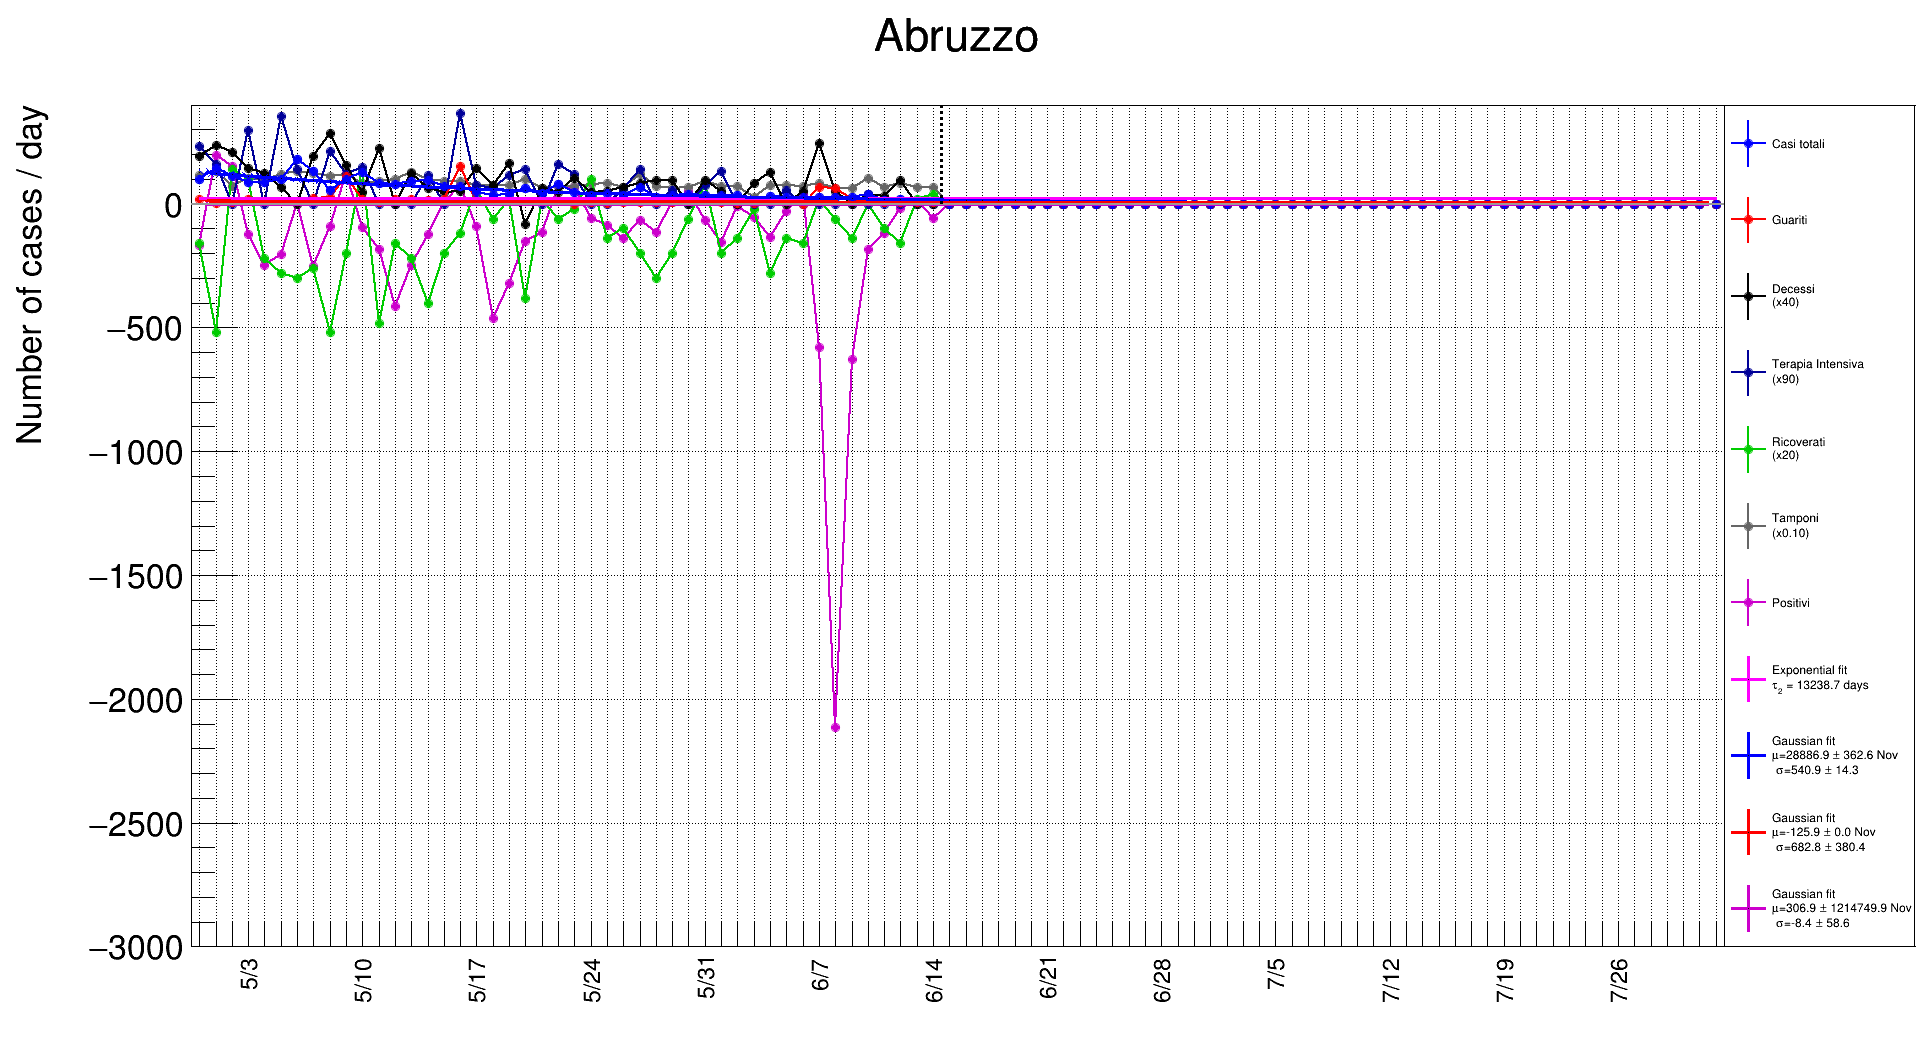 Abruzzo
Number of cases / day
0
−500
−1000
−1500
−2000
−2500
−3000
5/3
5/10
5/17
5/24
5/31
6/7
6/14
6/21
6/28
7/5
7/12
7/19
7/26
Casi totali
Guariti
Decessi
(x40)
Terapia Intensiva
(x90)
Ricoverati
(x20)
Tamponi
(x0.10)
Positivi
Exponential fit
τ2 = 13238.7 days
Gaussian fit
μ=28886.9 ± 362.6 Nov
σ=540.9 ± 14.3
Gaussian fit
μ=-125.9 ± 0.0 Nov
σ=682.8 ± 380.4
Gaussian fit
μ=306.9 ± 1214749.9 Nov
σ=-8.4 ± 58.6